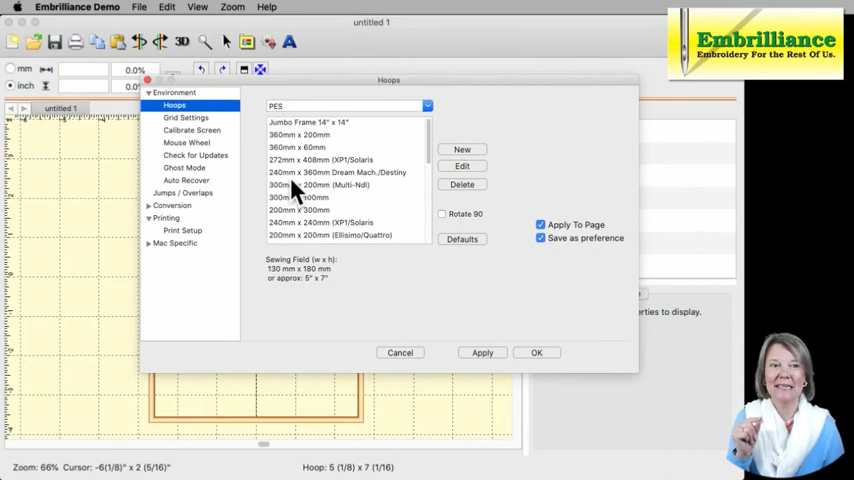 Embrilliance Demo File Edit View Zoom Help
untitled 1
3D
A
mm 0.0%
inch
untitled 1
Hoops
Environment
Hoops
Grid Settings
Calibrate Screen
Mouse Wheel
Check for Updates
Ghost Mode
Auto Recover
Jumps / Overlaps
Conversion
Printing
Print Setup
Mac Specific
PES
Jumbo Frame 14" x 14"
360mm x 200mm
360mm x 60mm
272mm x 408mm (XP1/Solaris
240mm x 360mm Dream Mach./Destiny
200mm (Multi-Ndl)
200mm x 300mm
240mm x 240mm (XP1/Solaris
200mm x 200mm (Ellisimo/Quattro)
New
Edit
Delete
Rotate 90
Defaults
Apply To Page
Save as preference
Sewing Field (w x h):
130 mm x 180 mm
or approx: 5" x 7"
Cancel Apply OK
erties to display.
Zoom: 66% Cursor: -6(1/8)" x 2 (5/16)" Hoop: 5 (1/8) x 7 (1/16)
Embrilliance
Embroidery For the Rest of Us.